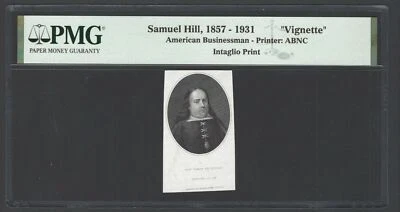 PMG
PAPER MONEY GUARANTY
Samuel Hill, 1857 - 1931 "Vignette"
American Businessman - Printer: ABNC
Intaglio Print